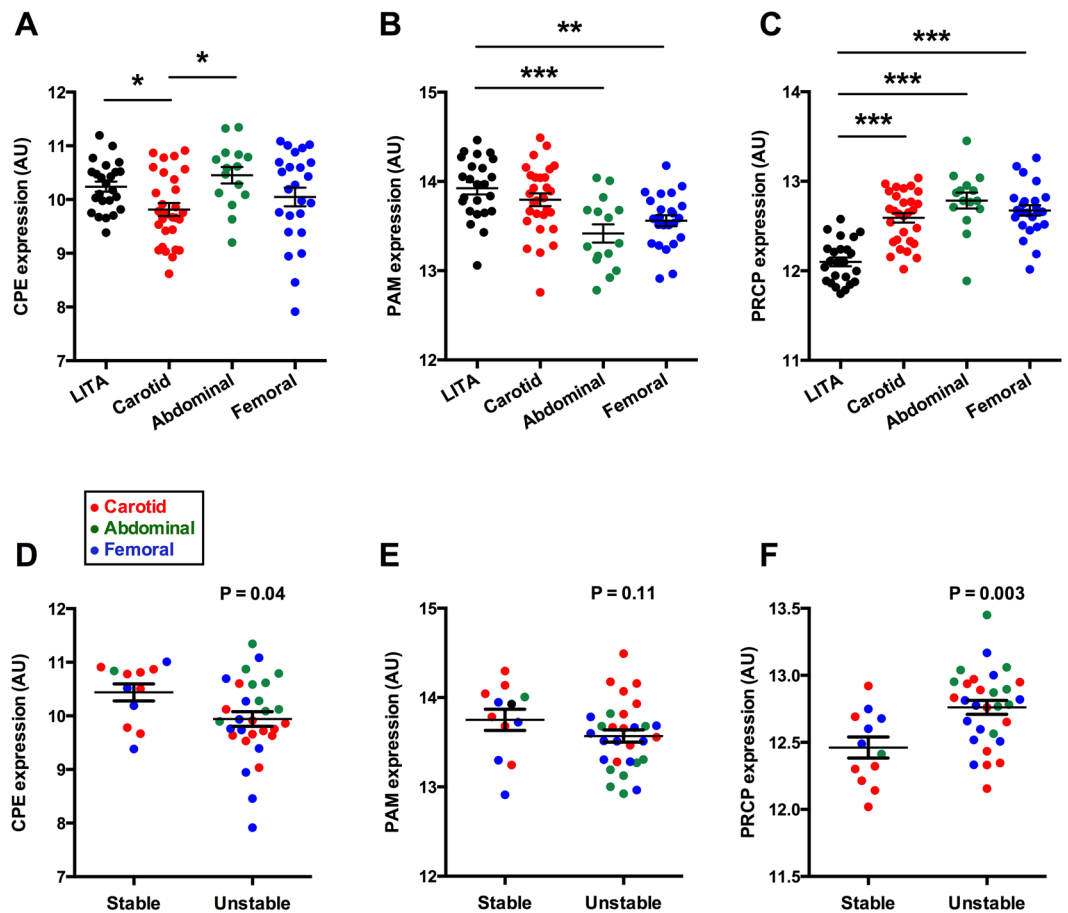 A
*
*
CPE expression (AU)
12
11
10
9
8
7
LITA
Carotid
Abdominal
Femoral
B
**
***
PAM expression (AU)
15
14
13
12
LITA
Carotid
Abdominal
Femoral
C
***
***
***
PRCP expression (AU)
14
13
12
11
LITA
Carotid
Abdominal
Femoral
Carotid
Abdominal
Femoral
D
P = 0.04
CPE expression (AU)
12
11
10
9
8
7
Stable Unstable
E
P = 0.11
PAM expression (AU)
15
14
13
12
Stable Unstable
F
P = 0.003
PRCP expression (AU)
13.5
13.0
12.5
12.0
11.5
Stable Unstable